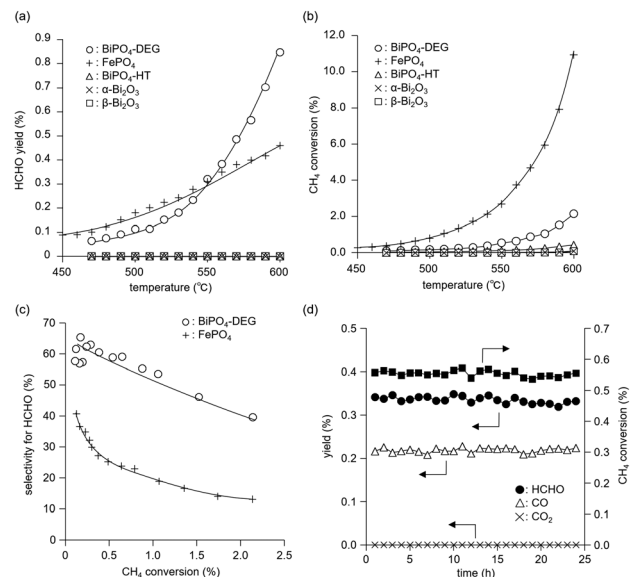 (a)
○ : BiPO₄-DEG
+ : FePO₄
△ : BiPO₄-HT
× : α-Bi₂O₃
□ : β-Bi₂O₃
HCHO yield (%)
0.9
0.8
0.7
0.6
0.5
0.4
0.3
0.2
0.1
0
450 500 550 600
temperature (℃)
(b)
○ : BiPO₄-DEG
+ : FePO₄
△ : BiPO₄-HT
× : α-Bi₂O₃
□ : β-Bi₂O₃
CH₄ conversion (%)
12.0
10.0
8.0
6.0
4.0
2.0
0.0
450 500 550 600
temperature (℃)
(c)
○ : BiPO₄-DEG
+ : FePO₄
selectivity for HCHO (%)
70
60
50
40
30
20
10
0
0 0.5 1.0 1.5 2.0 2.5
CH₄ conversion (%)
(d)
yield (%)
0.5
0.4
0.3
0.2
0.1
0.0
● : HCHO
△ : CO
× : CO₂
0 5 10 15 20 25
time (h)
0.7
0.6
0.5
0.4
0.3
0.2
0.1
0.0
CH₄ conversion (%)